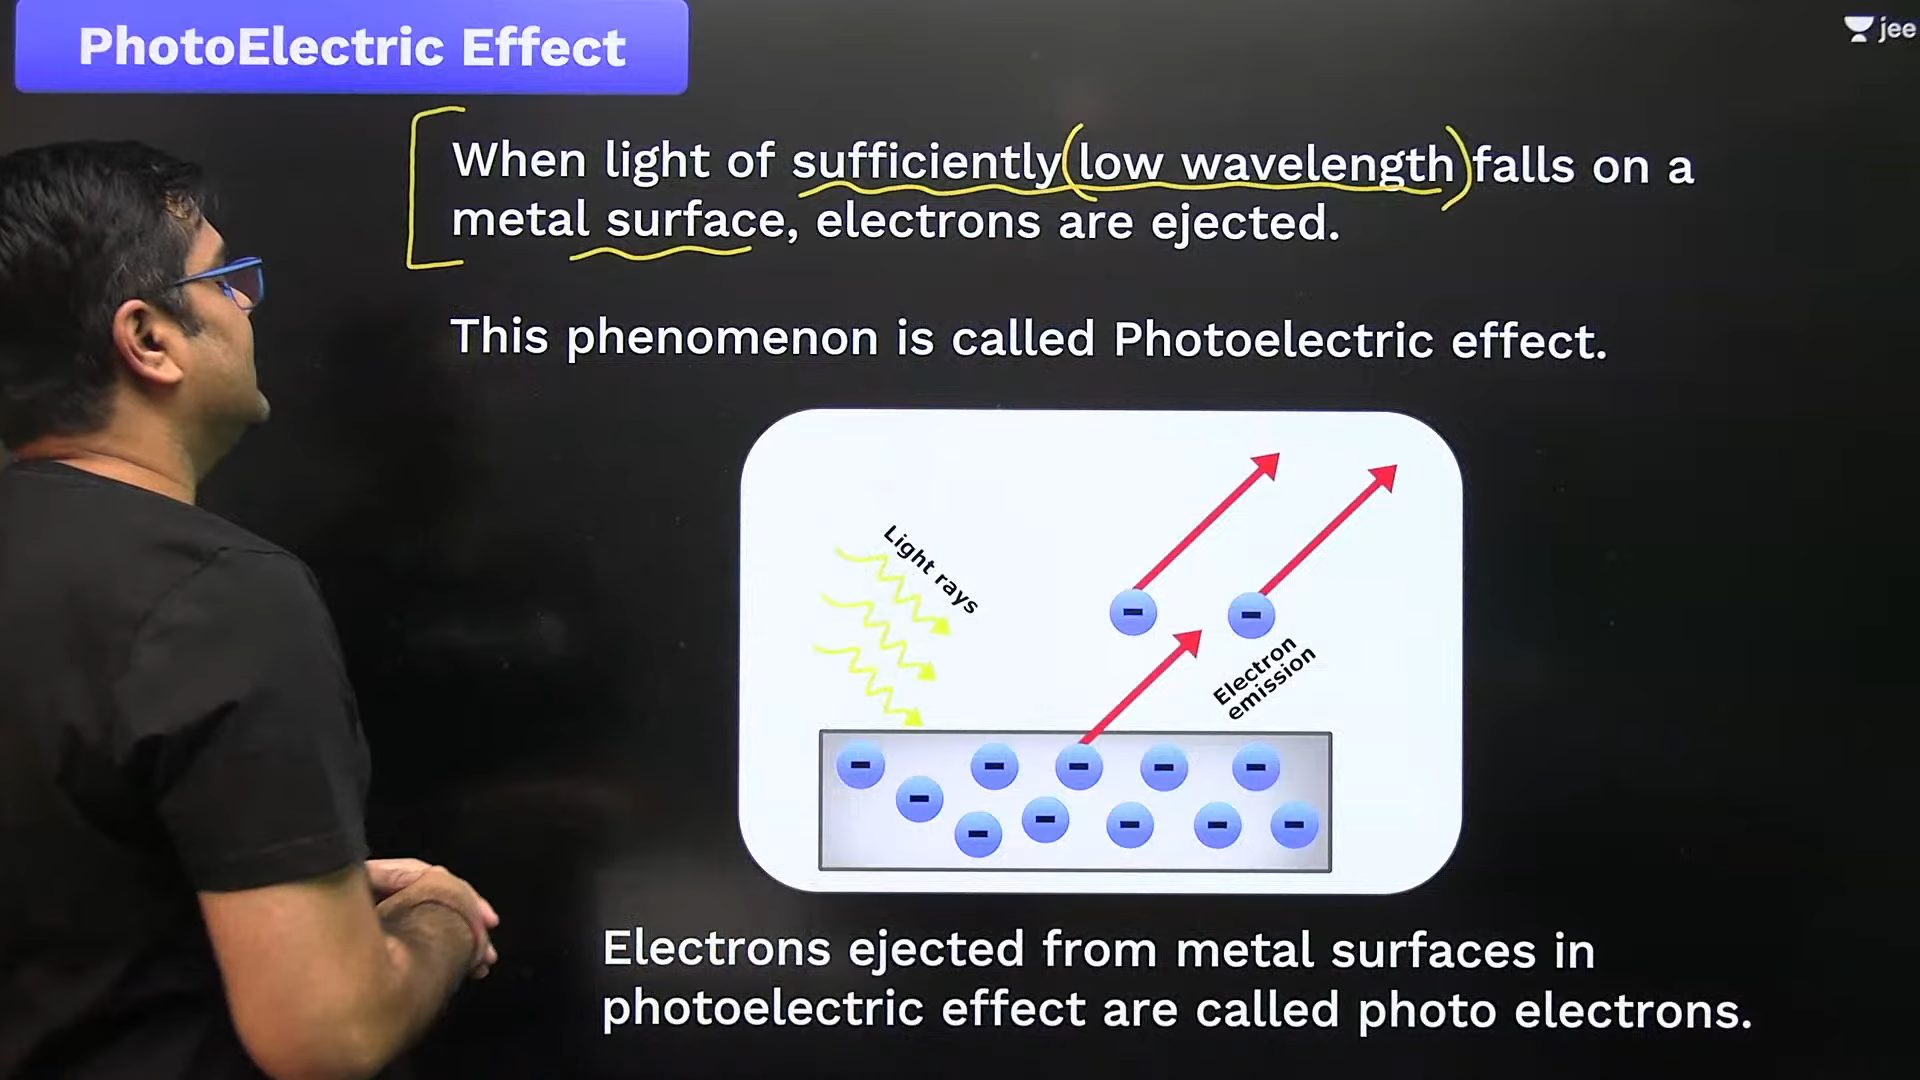 PhotoElectric Effect
jee
When light of sufficiently low wavelength falls on a
metal surface, electrons are ejected.
This phenomenon is called Photoelectric effect.
Light rays
Electron
emission
Electrons ejected from metal surfaces in
photoelectric effect are called photo electrons.